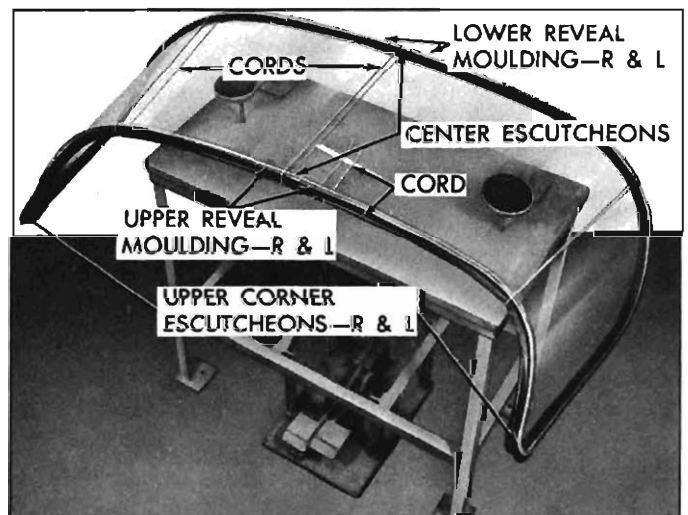 LOWER REVEAL
MOULDING—R & L
CORDS
CENTER ESCUTCHEONS
CORD
UPPER REVEAL
MOULDING—R & L
UPPER CORNER
ESCUTCHEONS—R & L